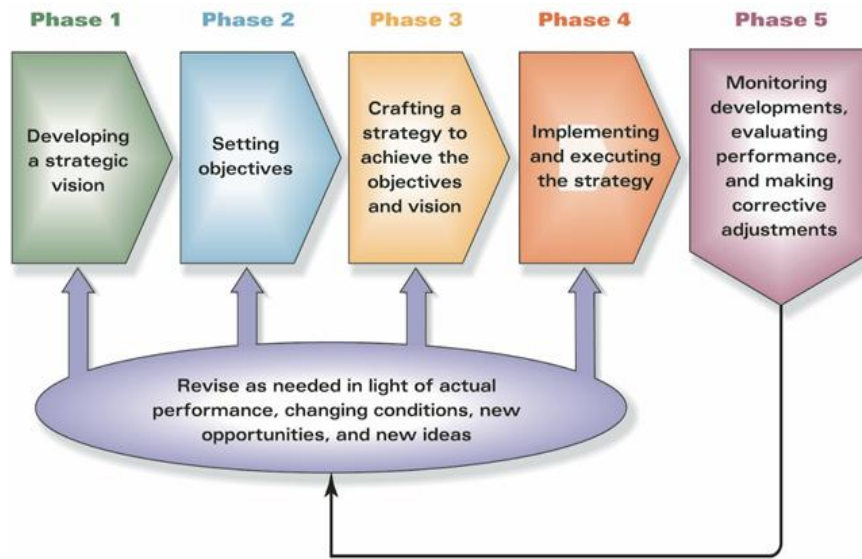 Phase 1
Phase 2
Phase 3
Phase 4
Phase 5
Developing
a strategic
vision
Setting
objectives
Crafting a
strategy to
achieve the
objectives
and vision
Implementing
and executing
the strategy
Monitoring
developments,
evaluating
performance,
and making
corrective
adjustments
Revise as needed in light of actual
performance, changing conditions, new
opportunities, and new ideas